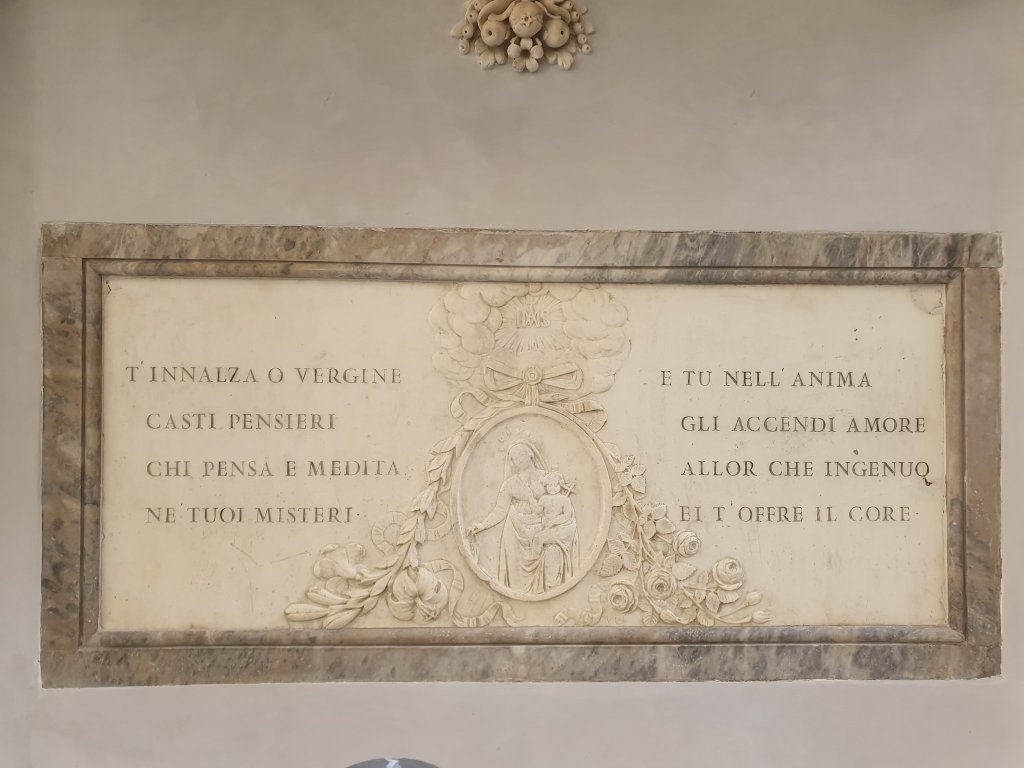 T'INNALZA O VERGINE
CASTI PENSIERI
CHI PENSA E MEDITA
NE' TUOI MISTERI·
E TU NELL'ANIMA
GLI ACCENDI AMORE
ALLOR CHE INGENUO
EI T'OFFRE IL CORE·